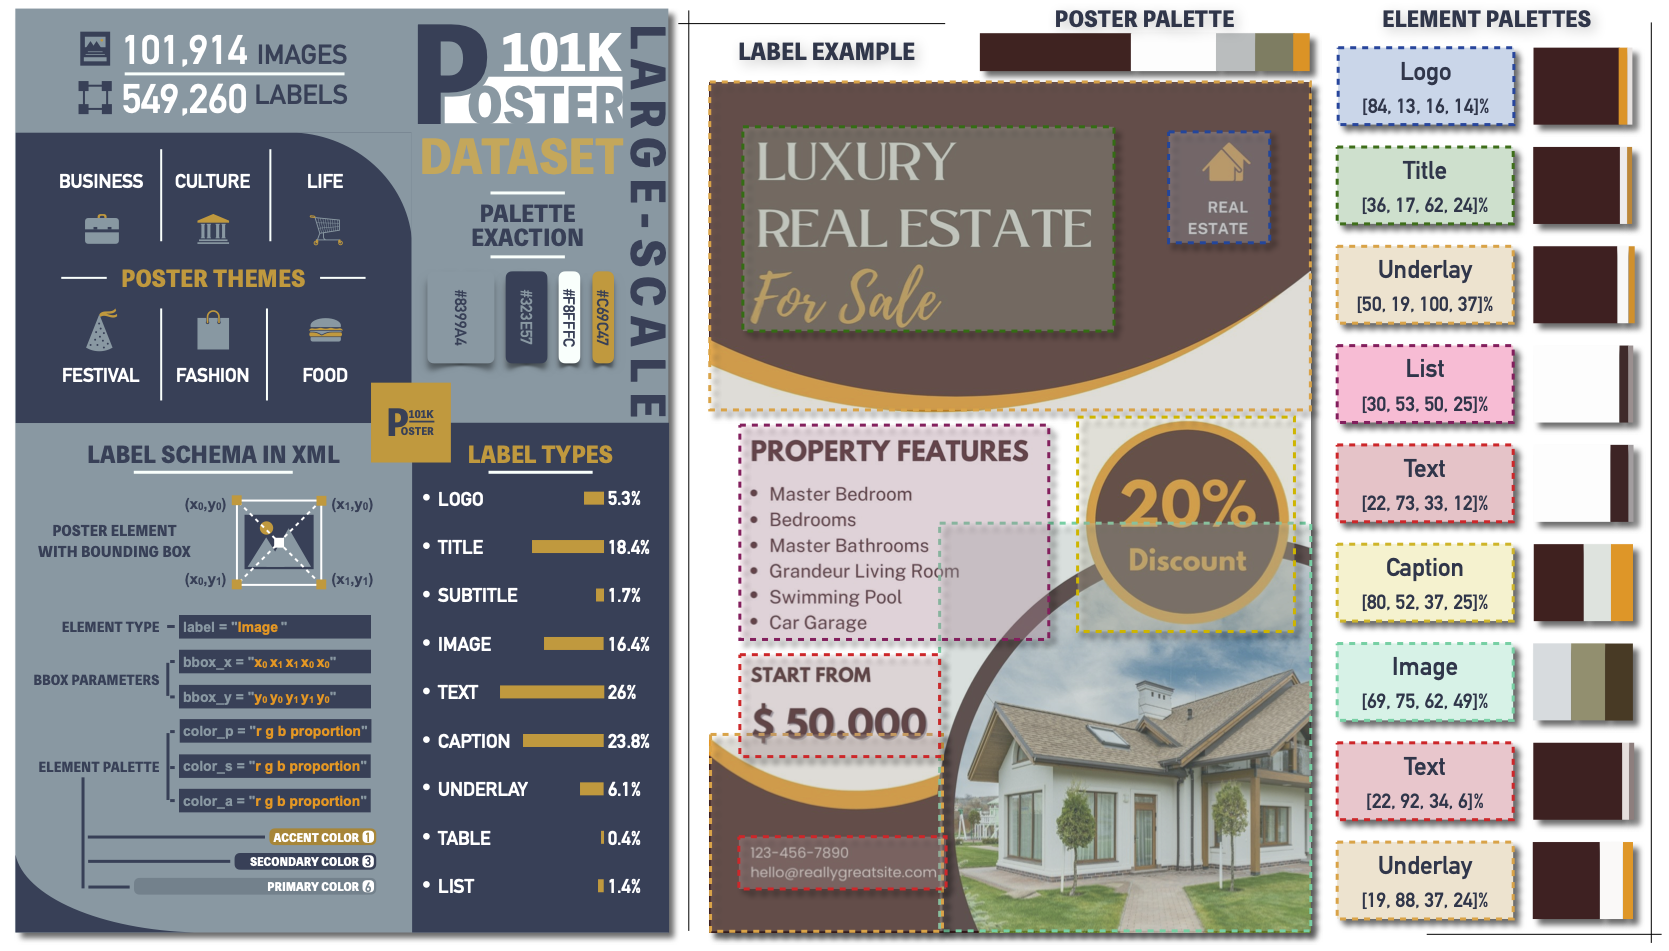 101,914 IMAGES
549,260 LABELS
POSTER 101K
DATASET
LARGE-SCALE
BUSINESS
CULTURE
LIFE
POSTER THEMES
FESTIVAL
FASHION
FOOD
PALETTE
EXACTION
#8399A4
#323E57
#F8FFFC
#C69C47
POSTER 101K
LABEL SCHEMA IN XML
(x₀,y₀)
(x₁,y₀)
POSTER ELEMENT
WITH BOUNDING BOX
(x₀,y₁)
(x₁,y₁)
ELEMENT TYPE
label = "Image "
BBOX PARAMETERS
bbox_x = "x₀ x₁ x₁ x₀ x₀"
bbox_y = "y₀ y₀ y₁ y₁ y₀"
ELEMENT PALETTE
color_p = "r g b proportion"
color_s = "r g b proportion"
color_a = "r g b proportion"
ACCENT COLOR 1
SECONDARY COLOR 3
PRIMARY COLOR 6
LABEL TYPES
• LOGO 5.3%
• TITLE 18.4%
• SUBTITLE 1.7%
• IMAGE 16.4%
• TEXT 26%
• CAPTION 23.8%
• UNDERLAY 6.1%
• TABLE 0.4%
• LIST 1.4%
LABEL EXAMPLE
POSTER PALETTE
LUXURY
REAL ESTATE
For Sale
REAL
ESTATE
PROPERTY FEATURES
• Master Bedroom
• Bedrooms
• Master Bathrooms
• Grandeur Living Room
• Swimming Pool
• Car Garage
20%
Discount
START FROM
$ 50.000
123-456-7890
hello@reallygreatsite.com
ELEMENT PALETTES
Logo
[84, 13, 16, 14]%
Title
[36, 17, 62, 24]%
Underlay
[50, 19, 100, 37]%
List
[30, 53, 50, 25]%
Text
[22, 73, 33, 12]%
Caption
[80, 52, 37, 25]%
Image
[69, 75, 62, 49]%
Text
[22, 92, 34, 6]%
Underlay
[19, 88, 37, 24]%